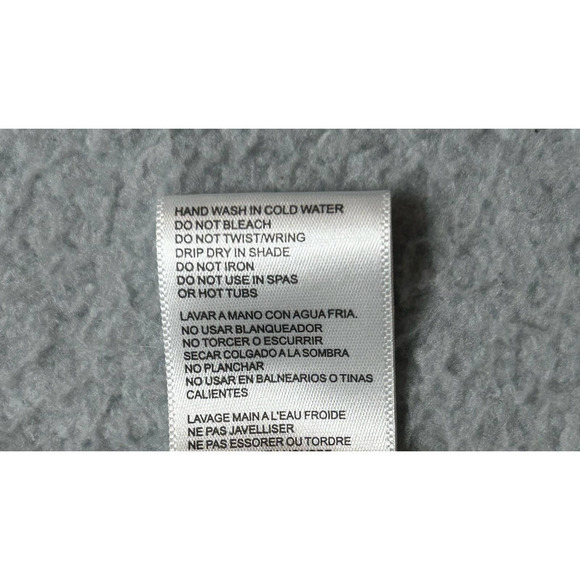 HAND WASH IN COLD WATER
DO NOT BLEACH
DO NOT TWIST/WRING
DRIP DRY IN SHADE
DO NOT IRON
DO NOT USE IN SPAS
OR HOT TUBS
LAVAR A MANO CON AGUA FRIA.
NO USAR BLANQUEADOR
NO TORCER O ESCURRIR
SECAR COLGADO A LA SOMBRA
NO PLANCHAR
NO USAR EN BALNEARIOS O TINAS
CALIENTES
LAVAGE MAIN A L'EAU FROIDE
NE PAS JAVELLISER
NE PAS ESSORER OU TORDRE